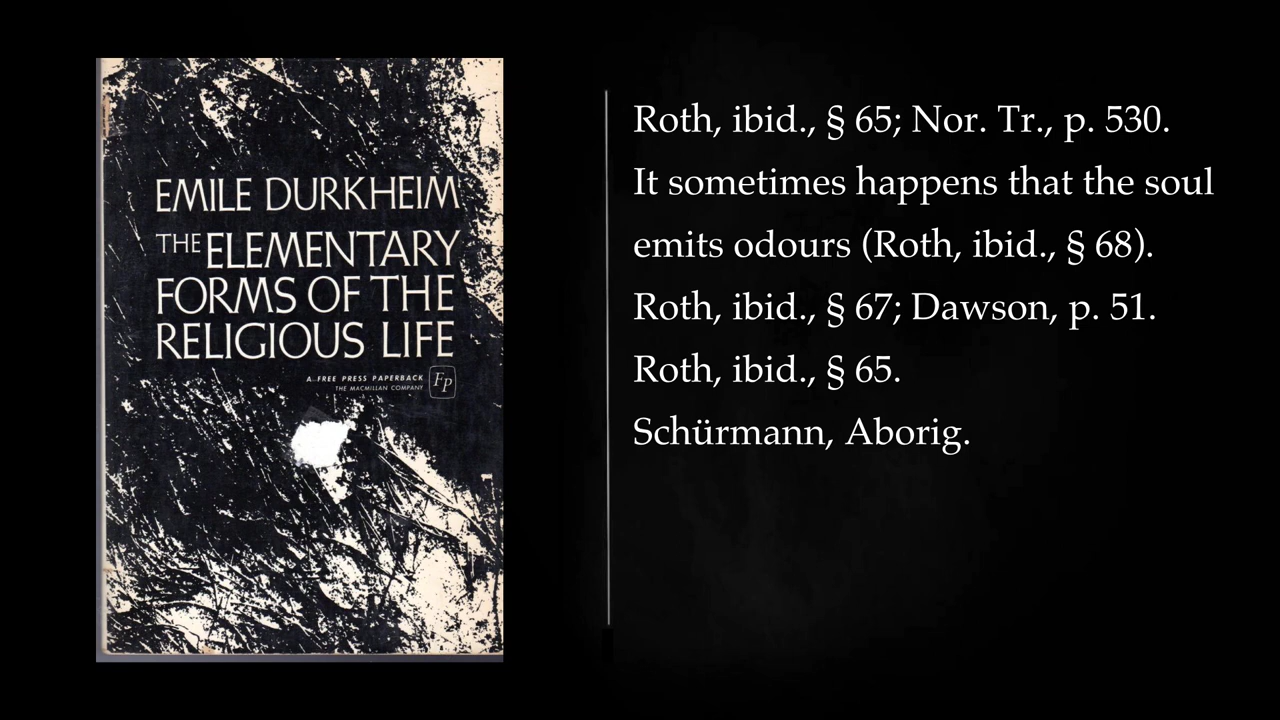 EMILE DURKHEIM
THE ELEMENTARY
FORMS OF THE
RELIGIOUS LIFE
A FREE PRESS PAPERBACK
THE MACMILLAN COMPANY
Fp
Roth, ibid., § 65; Nor. Tr., p. 530.
It sometimes happens that the soul
emits odours (Roth, ibid., § 68).
Roth, ibid., § 67; Dawson, p. 51.
Roth, ibid., § 65.
Schürmann, Aborig.